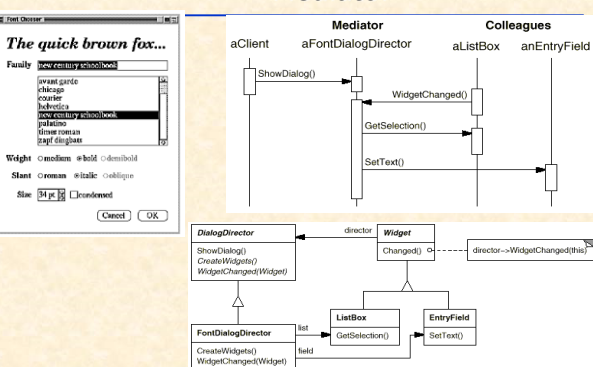 Font Chooser
The quick brown fox...
Family new century schoolbook
avant garde
chicago
courier
helvetica
new century schoolbook
palatino
times roman
zapf dingbats
Weight medium bold demibold
Slant roman italic oblique
Size 34 pt condensed
Cancel OK
Mediator Colleagues
aClient aFontDialogDirector aListBox anEntryField
ShowDialog()
WidgetChanged()
GetSelection()
SetText()
DialogDirector director Widget
ShowDialog()
CreateWidgets()
WidgetChanged(Widget)
Changed()
director->WidgetChanged(this)
ListBox EntryField
GetSelection() SetText()
FontDialogDirector
list
field
CreateWidgets()
WidgetChanged(Widget)